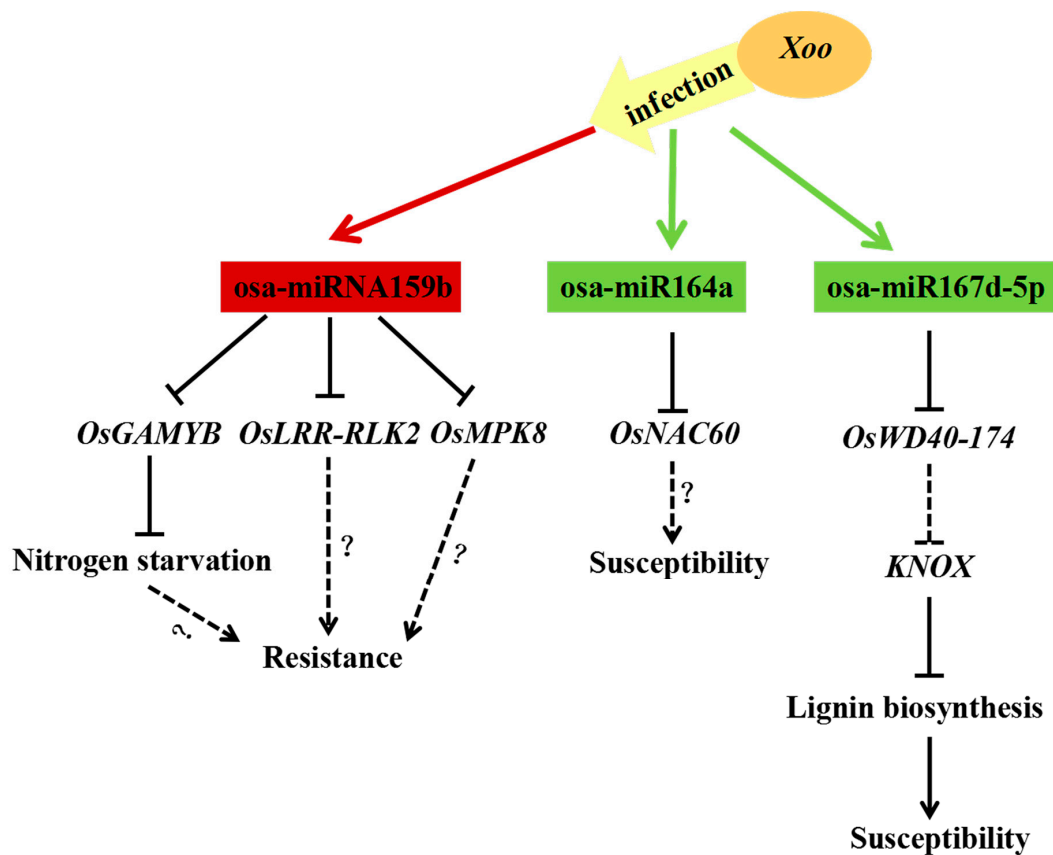 Xoo
infection
osa-miRNA159b
osa-miR164a
osa-miR167d-5p
OsGAMYB
OsLRR-RLK2
OsMPK8
OsNAC60
OsWD40-174
?
?
?
?
Nitrogen starvation
Susceptibility
KNOX
Resistance
Lignin biosynthesis
Susceptibility